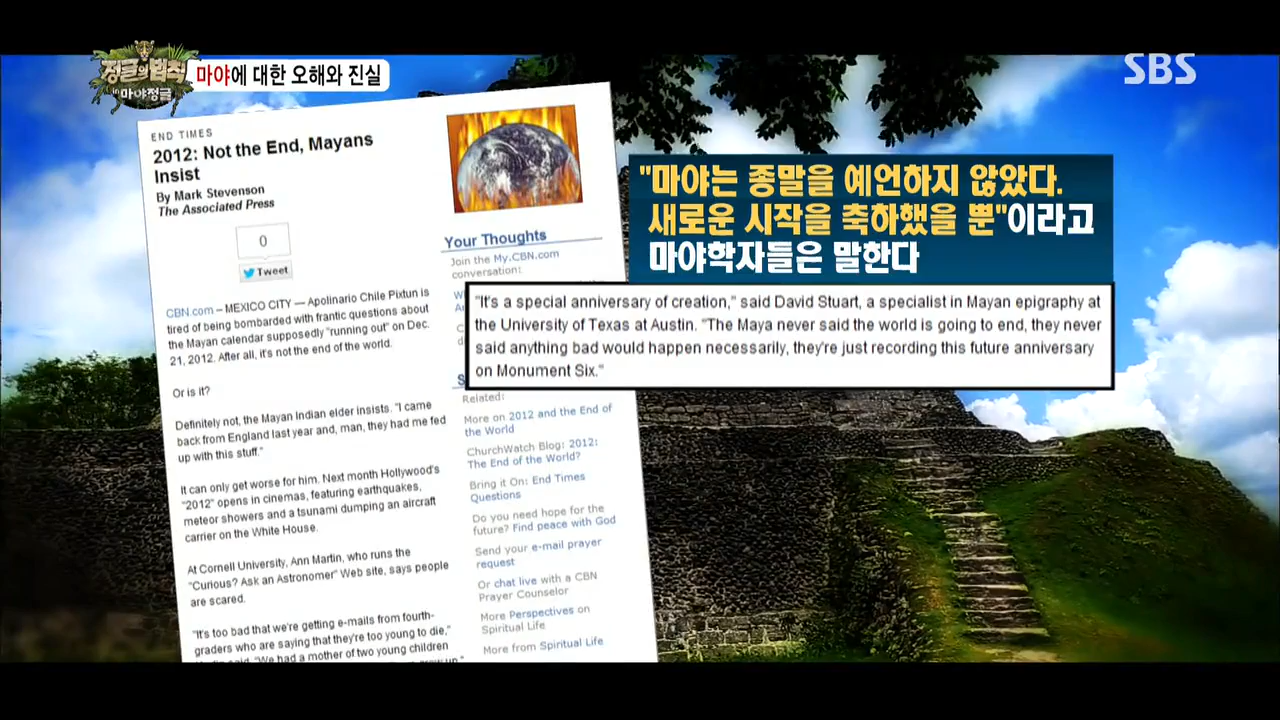 정글의 법칙
in 마야정글
마야에 대한 오해와 진실
SBS
END TIMES
2012: Not the End, Mayans
Insist
By Mark Stevenson
The Associated Press
0
Tweet
CBN.com – MEXICO CITY — Apolinario Chile Pixtun is
tired of being bombarded with frantic questions about
the Mayan calendar supposedly "running out" on Dec.
21, 2012. After all, it's not the end of the world.
Or is it?
Definitely not, the Mayan Indian elder insists. "I came
back from England last year and, man, they had me fed
up with this stuff."
It can only get worse for him. Next month Hollywood's
"2012" opens in cinemas, featuring earthquakes,
meteor showers and a tsunami dumping an aircraft
carrier on the White House.
At Cornell University, Ann Martin, who runs the
"Curious? Ask an Astronomer" Web site, says people
are scared.
"It's too bad that we're getting e-mails from fourth-
graders who are saying that they're too young to die,"
said. "We had a mother of two young children
Your Thoughts
Join the My.CBN.com
conversation:
"마야는 종말을 예언하지 않았다.
새로운 시작을 축하했을 뿐"이라고
마야학자들은 말한다
"It's a special anniversary of creation," said David Stuart, a specialist in Mayan epigraphy at
the University of Texas at Austin. "The Maya never said the world is going to end, they never
said anything bad would happen necessarily, they're just recording this future anniversary
on Monument Six."
Related:
More on 2012 and the End of
the World
ChurchWatch Blog: 2012:
The End of the World?
Bring it On: End Times
Questions
Do you need hope for the
future? Find peace with God
Send your e-mail prayer
request
Or chat live with a CBN
Prayer Counselor
More Perspectives on
Spiritual Life
More from Spiritual Life